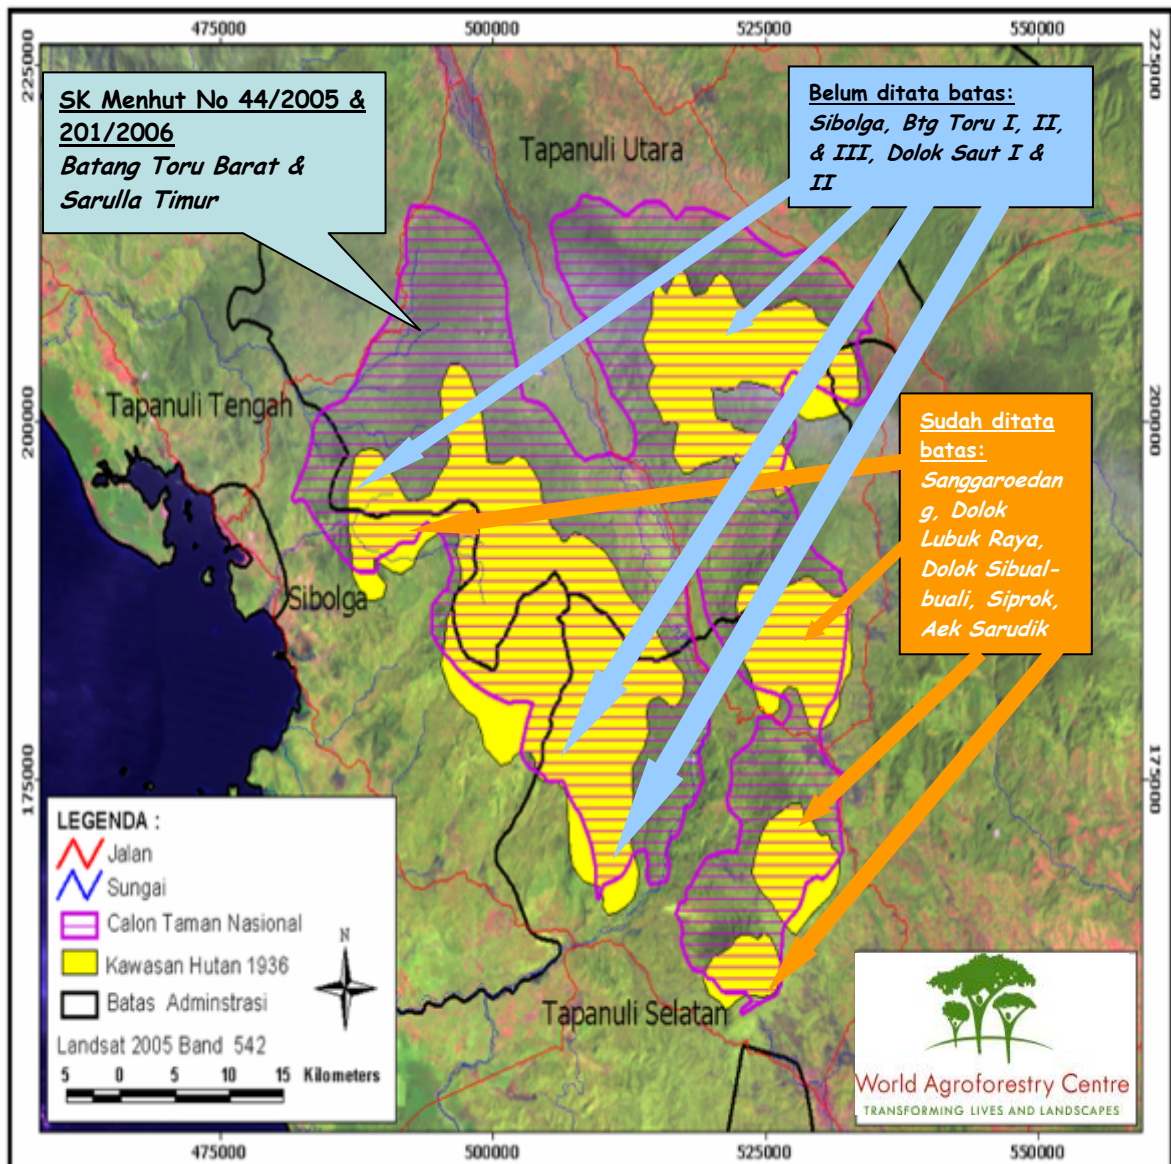 475000
500000
525000
550000
225000
225000
SK Menhut No 44/2005 &
201/2006
Batang Toru Barat &
Sarulla Timur
Belum ditata batas:
Sibolga, Btg Toru I, II,
& III, Dolok Saut I &
II
Tapanuli Utara
Tapanuli Tengah
200000
200000
Sudah ditata
batas:
Sanggaroedan
g, Dolok
Lubuk Raya,
Dolok Sibual-
buali, Siprok,
Aek Sarudik
Sibolga
175000
175000
LEGENDA :
Jalan
Sungai
Calon Taman Nasional
Kawasan Hutan 1936
Batas Adminstrasi
Landsat 2005 Band 542
5 0 5 10 15 Kilometers
N
Tapanuli Selatan
World Agroforestry Centre
TRANSFORMING LIVES AND LANDSCAPES
475000
500000
525000
550000